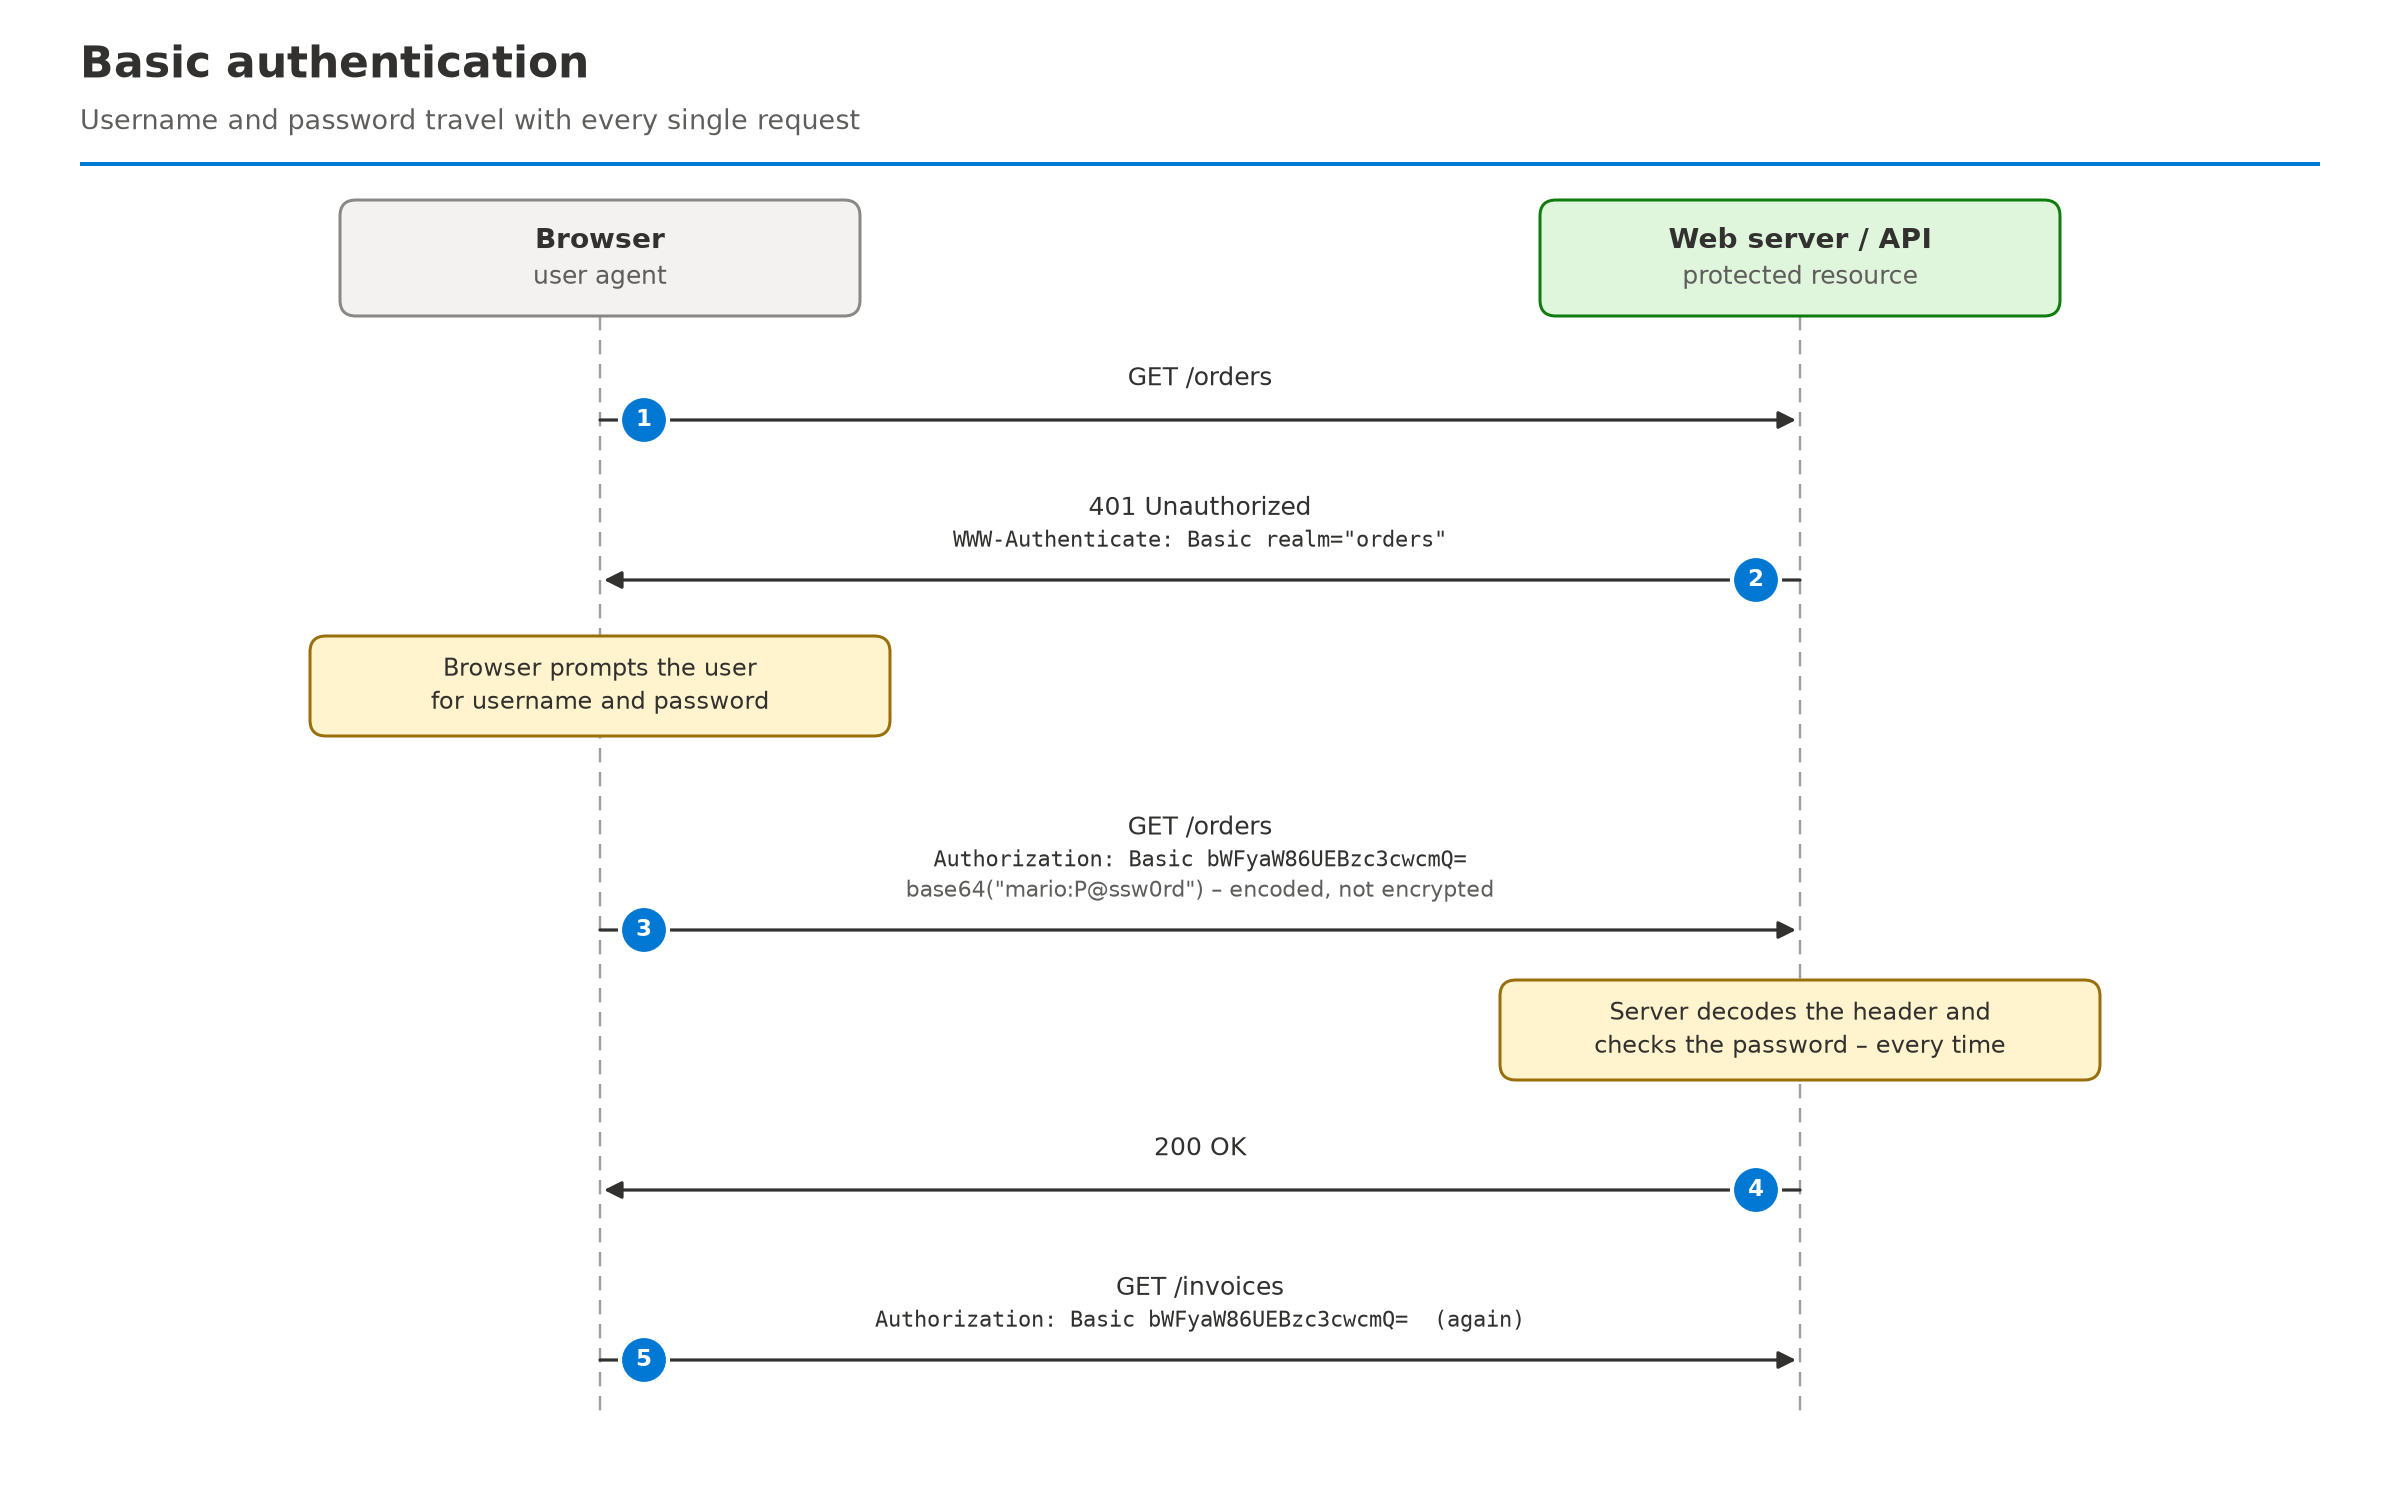 Basic authentication
Username and password travel with every single request
Browser
user agent
Web server / API
protected resource
GET /orders
1
401 Unauthorized
WWW-Authenticate: Basic realm="orders"
2
Browser prompts the user
for username and password
GET /orders
Authorization: Basic bWFyaW86UEBzc3cwcmQ=
base64("mario:P@ssw0rd") – encoded, not encrypted
3
Server decodes the header and
checks the password – every time
200 OK
4
GET /invoices
Authorization: Basic bWFyaW86UEBzc3cwcmQ=  (again)
5